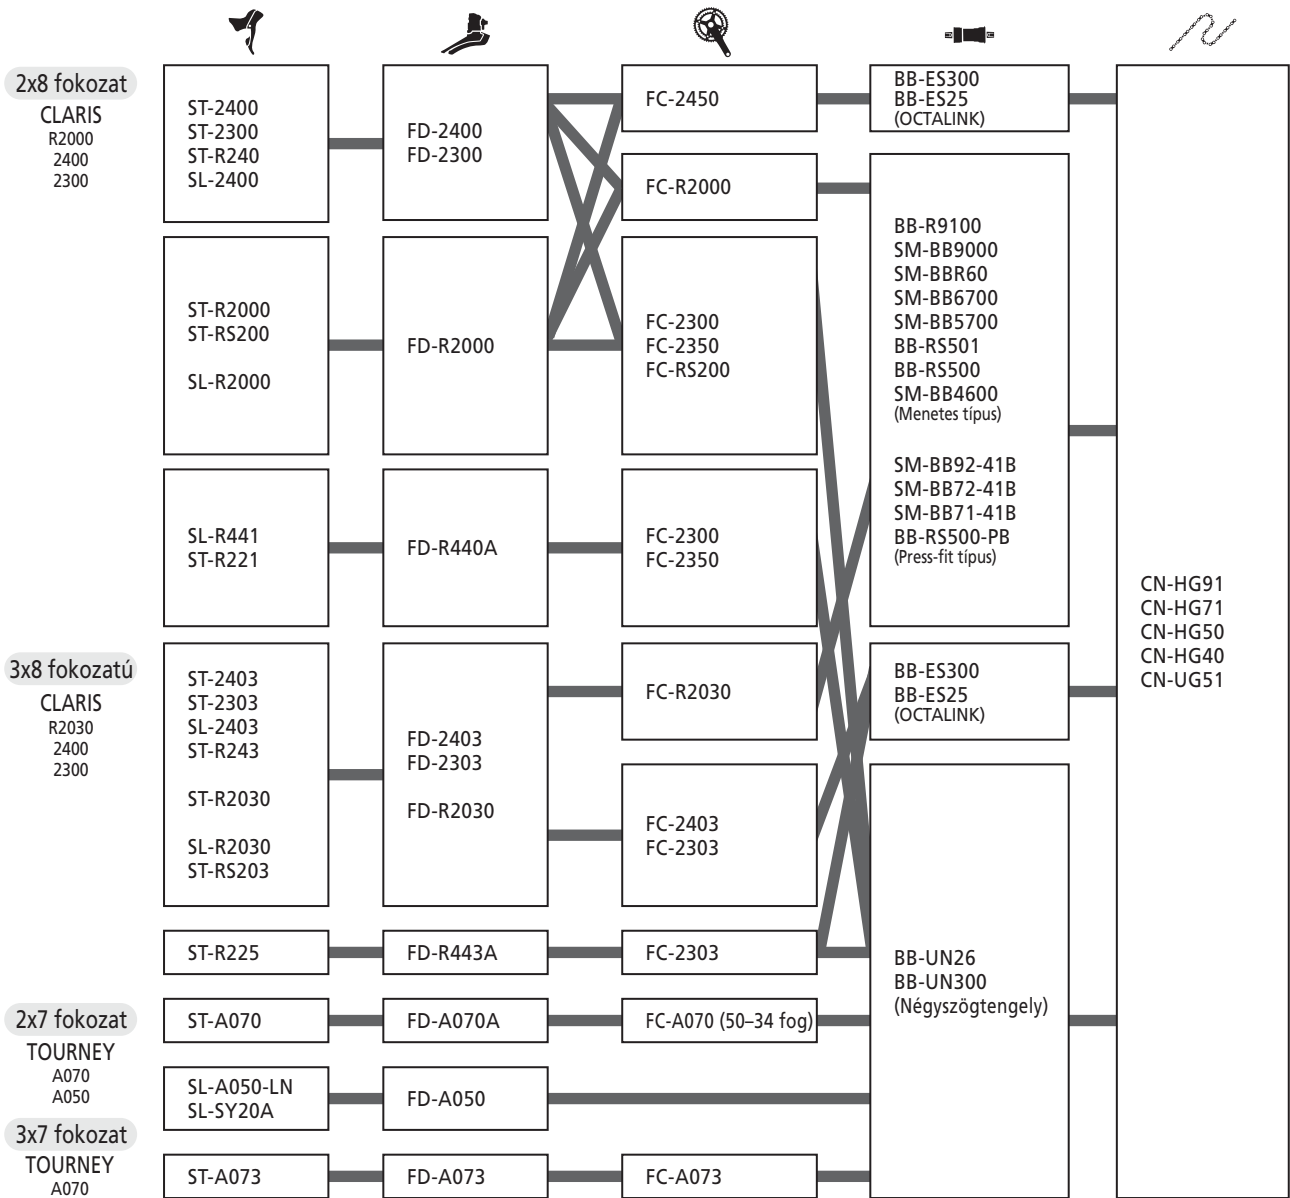 2x8 fokozat
CLARIS
R2000
2400
2300
ST-2400
ST-2300
ST-R240
SL-2400
FD-2400
FD-2300
FC-2450
BB-ES300
BB-ES25
(OCTALINK)
FC-R2000
ST-R2000
ST-RS200
SL-R2000
FD-R2000
FC-2300
FC-2350
FC-RS200
BB-R9100
SM-BB9000
SM-BBR60
SM-BB6700
SM-BB5700
BB-RS501
BB-RS500
SM-BB4600
(Menetes típus)
SM-BB92-41B
SM-BB72-41B
SM-BB71-41B
BB-RS500-PB
(Press-fit típus)
SL-R441
ST-R221
FD-R440A
FC-2300
FC-2350
CN-HG91
CN-HG71
CN-HG50
CN-HG40
CN-UG51
3x8 fokozatú
CLARIS
R2030
2400
2300
ST-2403
ST-2303
SL-2403
ST-R243
ST-R2030
SL-R2030
ST-RS203
FD-2403
FD-2303
FD-R2030
FC-R2030
BB-ES300
BB-ES25
(OCTALINK)
FC-2403
FC-2303
ST-R225
FD-R443A
FC-2303
BB-UN26
BB-UN300
(Négyszögtengely)
2x7 fokozat
TOURNEY
A070
A050
ST-A070
FD-A070A
FC-A070 (50–34 fog)
SL-A050-LN
SL-SY20A
FD-A050
3x7 fokozat
TOURNEY
A070
ST-A073
FD-A073
FC-A073